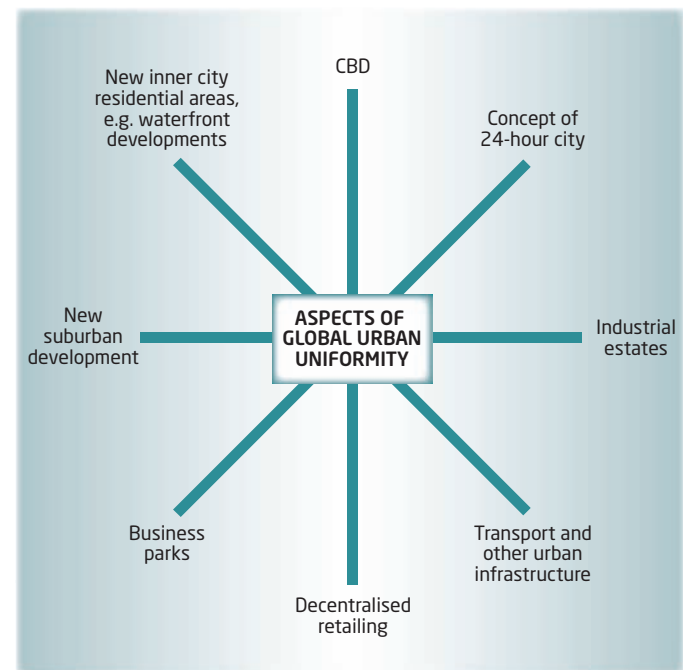 CBD
New inner city
residential areas,
e.g. waterfront
developments
Concept of
24-hour city
New
suburban
development
ASPECTS OF
GLOBAL URBAN
UNIFORMITY
Industrial
estates
Business
parks
Transport and
other urban
infrastructure
Decentralised
retailing